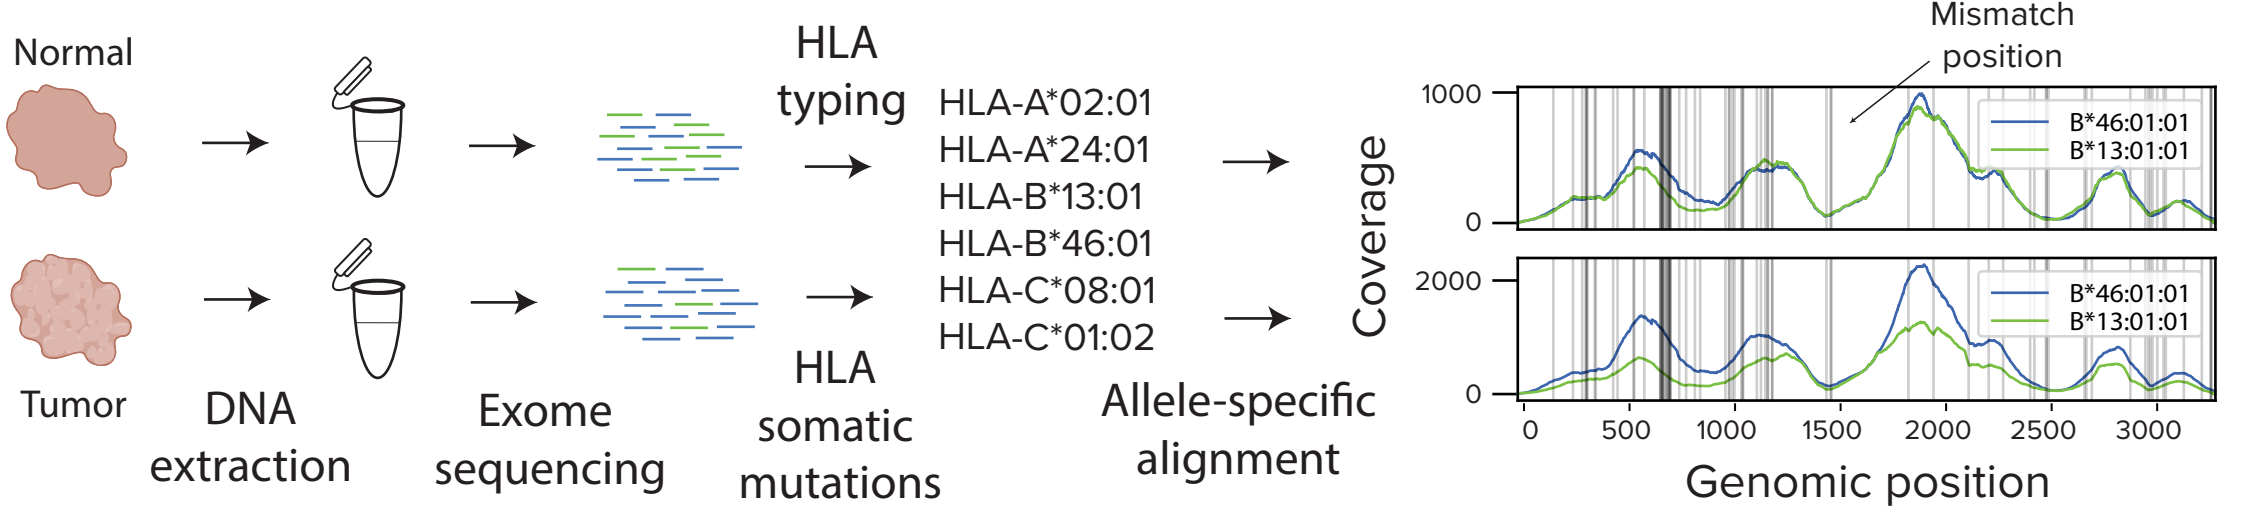 Normal
Tumor
DNA
extraction
Exome
sequencing
HLA
typing
HLA
somatic
mutations
HLA-A*02:01
HLA-A*24:01
HLA-B*13:01
HLA-B*46:01
HLA-C*08:01
HLA-C*01:02
Allele-specific
alignment
Mismatch
position
Coverage
1000
0
B*46:01:01
B*13:01:01
2000
0
B*46:01:01
B*13:01:01
0 500 1000 1500 2000 2500 3000
Genomic position